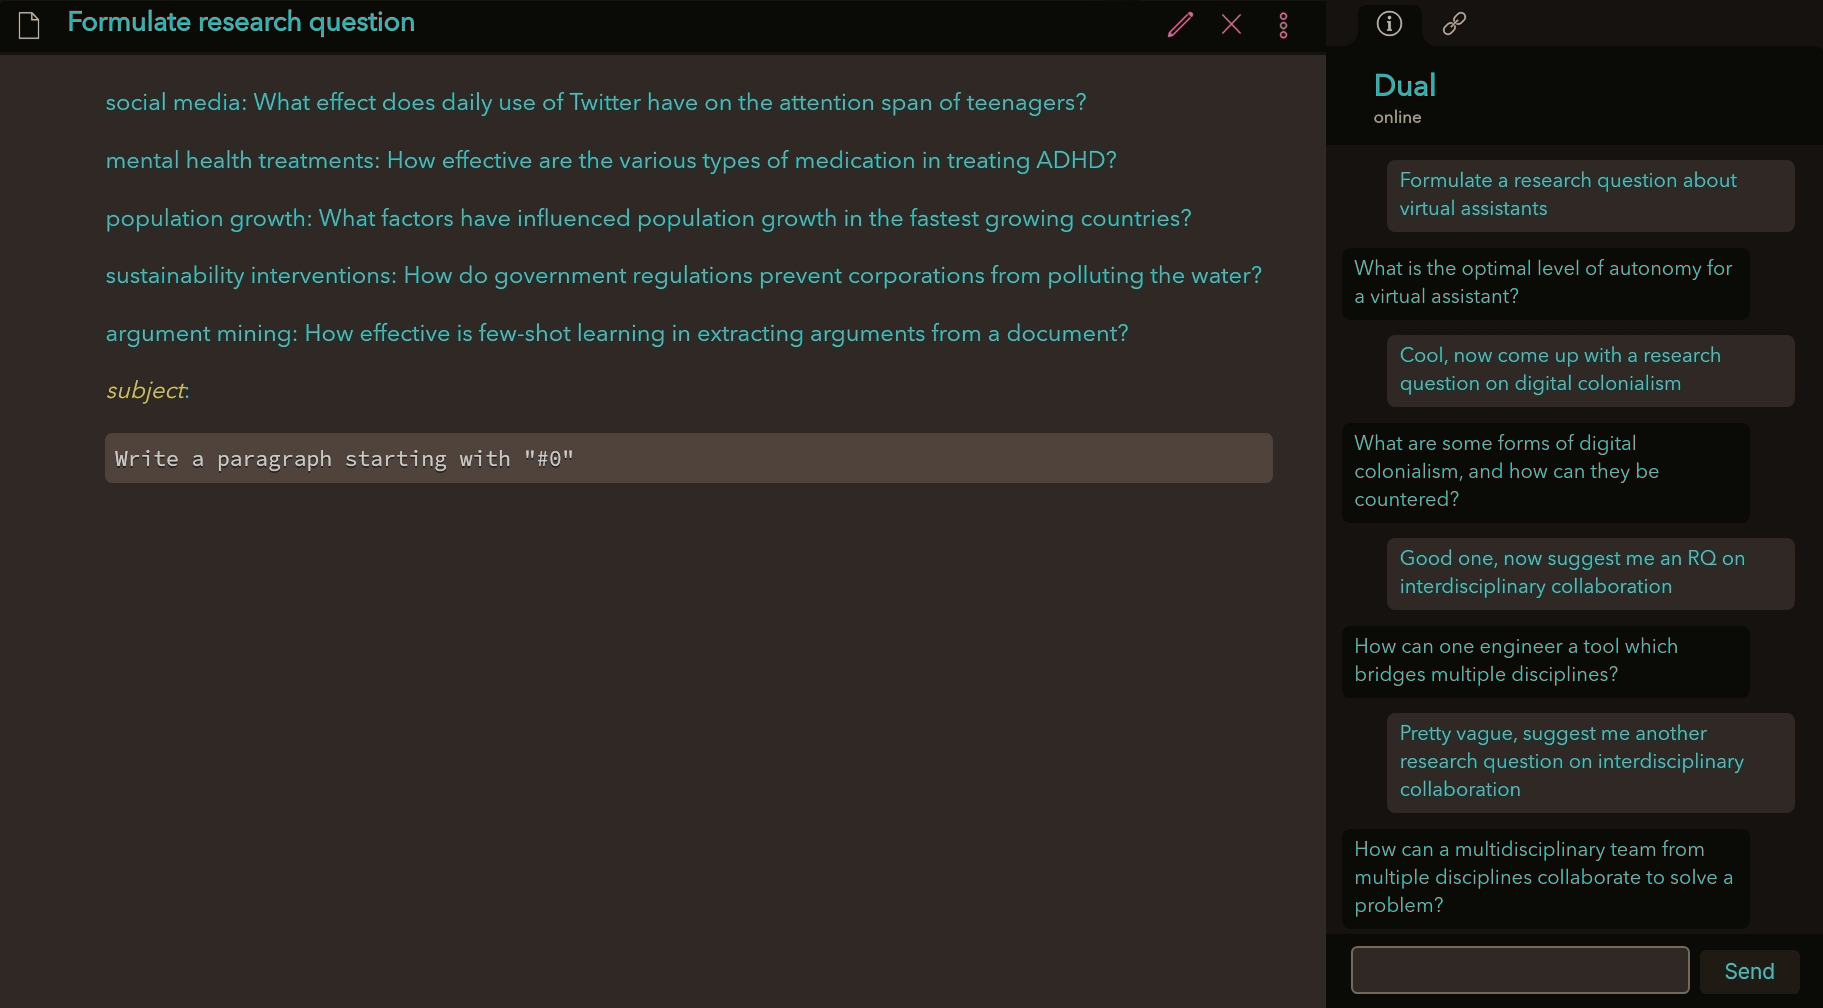 Formulate research question
social media: What effect does daily use of Twitter have on the attention span of teenagers?
mental health treatments: How effective are the various types of medication in treating ADHD?
population growth: What factors have influenced population growth in the fastest growing countries?
sustainability interventions: How do government regulations prevent corporations from polluting the water?
argument mining: How effective is few-shot learning in extracting arguments from a document?
subject:
Write a paragraph starting with "#0"
Dual
online
Formulate a research question about
virtual assistants
What is the optimal level of autonomy for
a virtual assistant?
Cool, now come up with a research
question on digital colonialism
What are some forms of digital
colonialism, and how can they be
countered?
Good one, now suggest me an RQ on
interdisciplinary collaboration
How can one engineer a tool which
bridges multiple disciplines?
Pretty vague, suggest me another
research question on interdisciplinary
collaboration
How can a multidisciplinary team from
multiple disciplines collaborate to solve a
problem?
Send